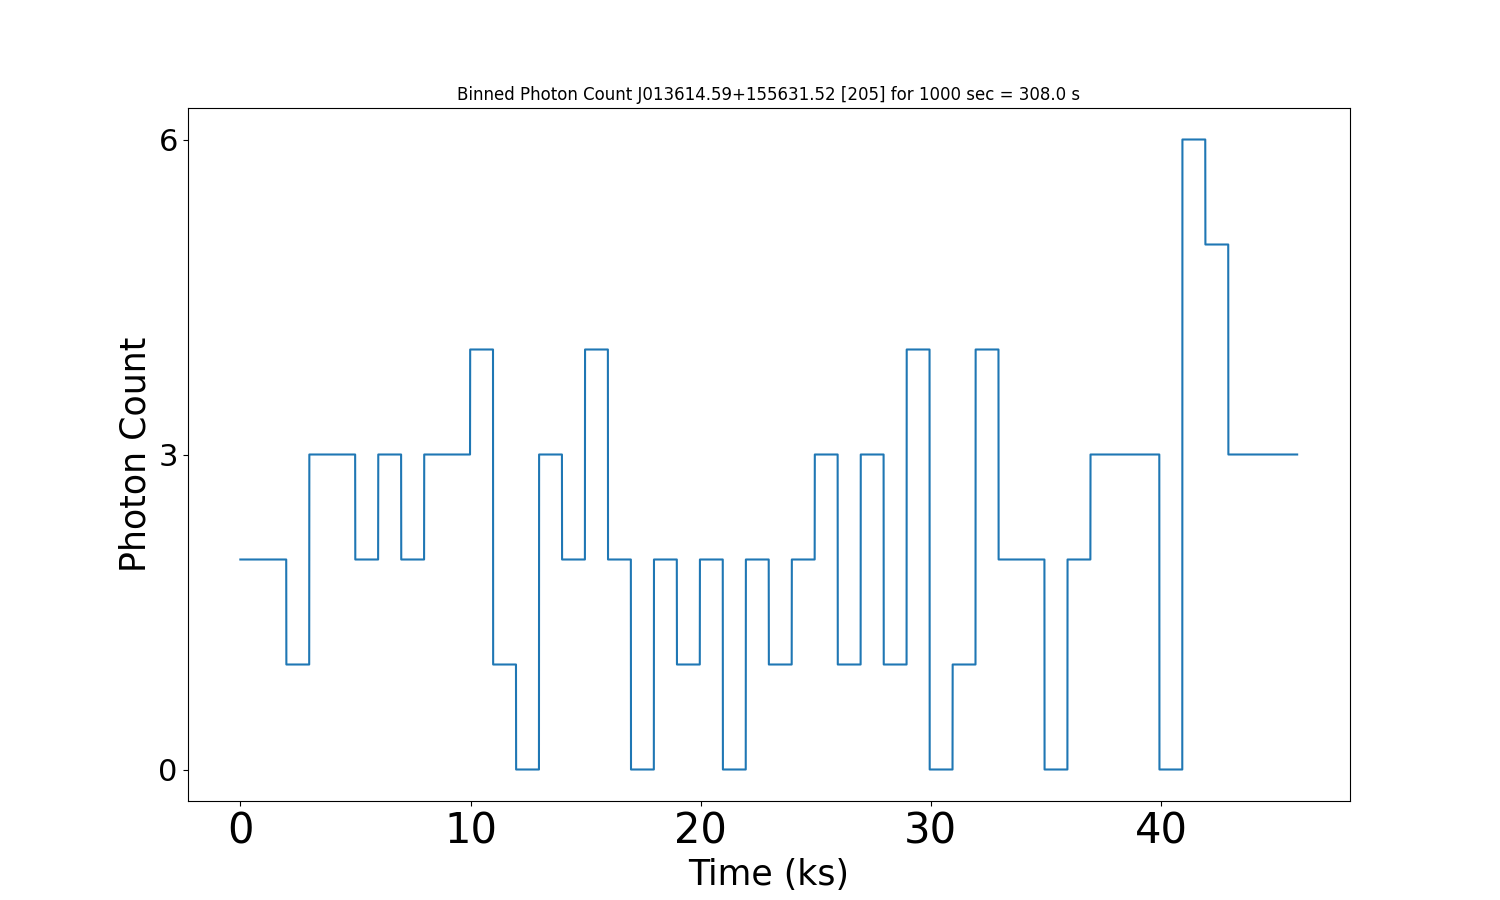 Binned Photon Count J013614.59+155631.52 [205] for 1000 sec = 308.0 s
6
3
0
Photon Count
0 10 20 30 40
Time (ks)